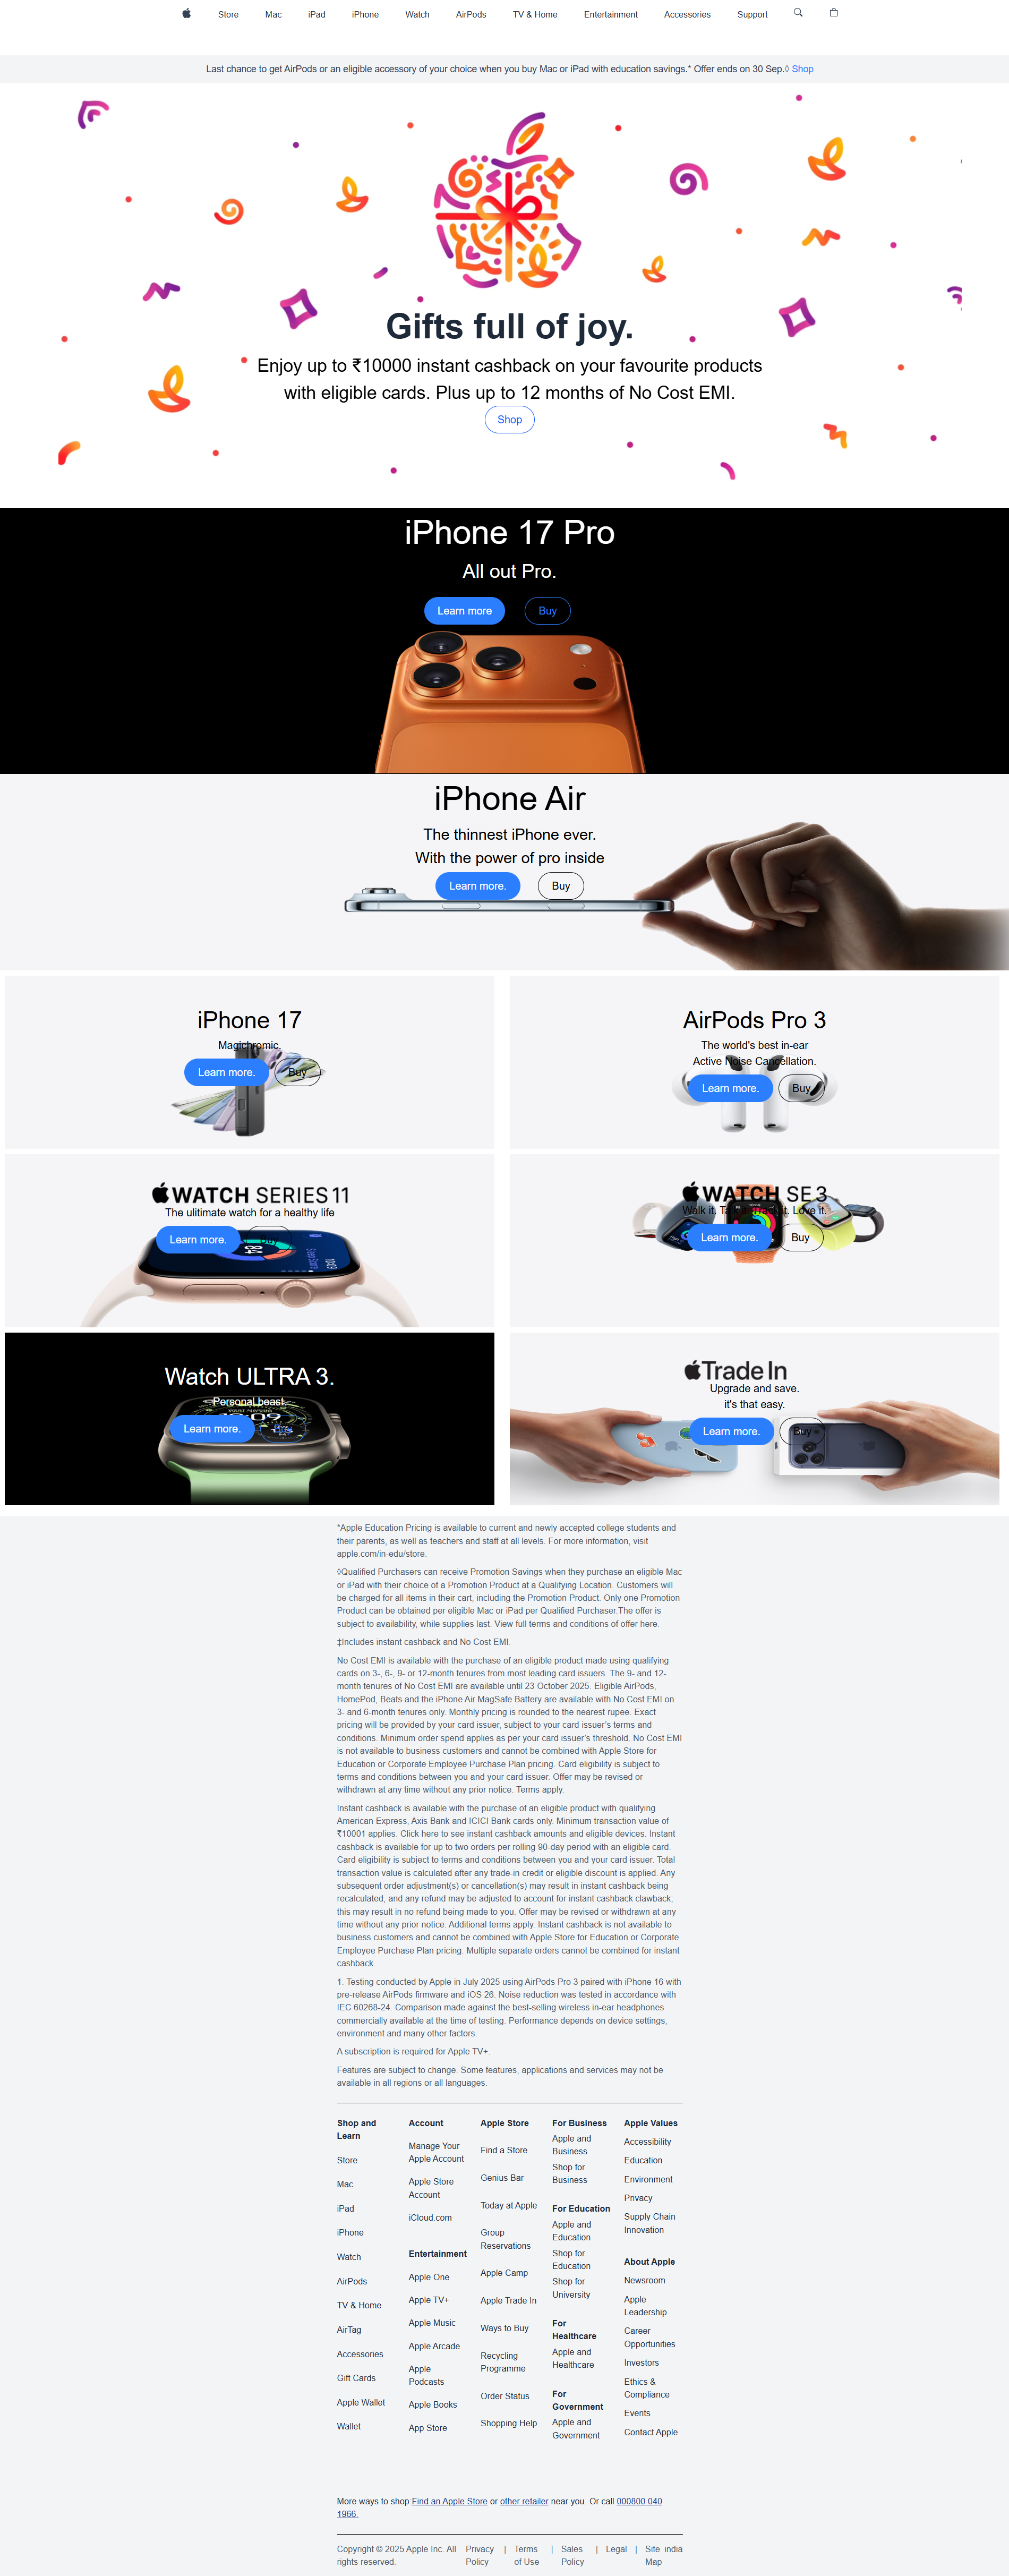 Store Mac iPad iPhone Watch AirPods TV & Home Entertainment Accessories Support
Last chance to get AirPods or an eligible accessory of your choice when you buy Mac or iPad with education savings.* Offer ends on 30 Sep.◊ Shop
Gifts full of joy.
Enjoy up to ₹10000 instant cashback on your favourite products
with eligible cards. Plus up to 12 months of No Cost EMI.
Shop
iPhone 17 Pro
All out Pro.
Learn more Buy
iPhone Air
The thinnest iPhone ever.
With the power of pro inside
Learn more. Buy
iPhone 17
Magichromic.
Learn more. Buy
AirPods Pro 3
The world's best in-ear
Active Noise Cancellation.
Learn more. Buy
WATCH SERIES 11
The ulitimate watch for a healthy life
Learn more. Buy
WATCH SE 3
Walk it. Talk it. Track it. Love it.
Learn more. Buy
Watch ULTRA 3.
Personal beast.
Learn more. Buy
Trade In
Upgrade and save.
it's that easy.
Learn more. Buy
*Apple Education Pricing is available to current and newly accepted college students and
their parents, as well as teachers and staff at all levels. For more information, visit
apple.com/in-edu/store.
◊Qualified Purchasers can receive Promotion Savings when they purchase an eligible Mac
or iPad with their choice of a Promotion Product at a Qualifying Location. Customers will
be charged for all items in their cart, including the Promotion Product. Only one Promotion
Product can be obtained per eligible Mac or iPad per Qualified Purchaser.The offer is
subject to availability, while supplies last. View full terms and conditions of offer here.
‡Includes instant cashback and No Cost EMI.
No Cost EMI is available with the purchase of an eligible product made using qualifying
cards on 3-, 6-, 9- or 12-month tenures from most leading card issuers. The 9- and 12-
month tenures of No Cost EMI are available until 23 October 2025. Eligible AirPods,
HomePod, Beats and the iPhone Air MagSafe Battery are available with No Cost EMI on
3- and 6-month tenures only. Monthly pricing is rounded to the nearest rupee. Exact
pricing will be provided by your card issuer, subject to your card issuer's terms and
conditions. Minimum order spend applies as per your card issuer's threshold. No Cost EMI
is not available to business customers and cannot be combined with Apple Store for
Education or Corporate Employee Purchase Plan pricing. Card eligibility is subject to
terms and conditions between you and your card issuer. Offer may be revised or
withdrawn at any time without any prior notice. Terms apply.
Instant cashback is available with the purchase of an eligible product with qualifying
American Express, Axis Bank and ICICI Bank cards only. Minimum transaction value of
₹10001 applies. Click here to see instant cashback amounts and eligible devices. Instant
cashback is available for up to two orders per rolling 90-day period with an eligible card.
Card eligibility is subject to terms and conditions between you and your card issuer. Total
transaction value is calculated after any trade-in credit or eligible discount is applied. Any
subsequent order adjustment(s) or cancellation(s) may result in instant cashback being
recalculated, and any refund may be adjusted to account for instant cashback clawback;
this may result in no refund being made to you. Offer may be revised or withdrawn at any
time without any prior notice. Additional terms apply. Instant cashback is not available to
business customers and cannot be combined with Apple Store for Education or Corporate
Employee Purchase Plan pricing. Multiple separate orders cannot be combined for instant
cashback.
1. Testing conducted by Apple in July 2025 using AirPods Pro 3 paired with iPhone 16 with
pre-release AirPods firmware and iOS 26. Noise reduction was tested in accordance with
IEC 60268-24. Comparison made against the best-selling wireless in-ear headphones
commercially available at the time of testing. Performance depends on device settings,
environment and many other factors.
A subscription is required for Apple TV+.
Features are subject to change. Some features, applications and services may not be
available in all regions or all languages.
Shop and
Learn
Store
Mac
iPad
iPhone
Watch
AirPods
TV & Home
AirTag
Accessories
Gift Cards
Apple Wallet
Wallet
Account
Manage Your
Apple Account
Apple Store
Account
iCloud.com
Entertainment
Apple One
Apple TV+
Apple Music
Apple Arcade
Apple
Podcasts
Apple Books
App Store
Apple Store
Find a Store
Genius Bar
Today at Apple
Group
Reservations
Apple Camp
Apple Trade In
Ways to Buy
Recycling
Programme
Order Status
Shopping Help
For Business
Apple and
Business
Shop for
Business
For Education
Apple and
Education
Shop for
Education
Shop for
University
For
Healthcare
Apple and
Healthcare
For
Government
Apple and
Government
Apple Values
Accessibility
Education
Environment
Privacy
Supply Chain
Innovation
About Apple
Newsroom
Apple
Leadership
Career
Opportunities
Investors
Ethics &
Compliance
Events
Contact Apple
More ways to shop:Find an Apple Store or other retailer near you. Or call 000800 040
1966.
Copyright © 2025 Apple Inc. All
rights reserved.
Privacy
Policy
|
Terms
of Use
|
Sales
Policy
|
Legal
|
Site
Map
india